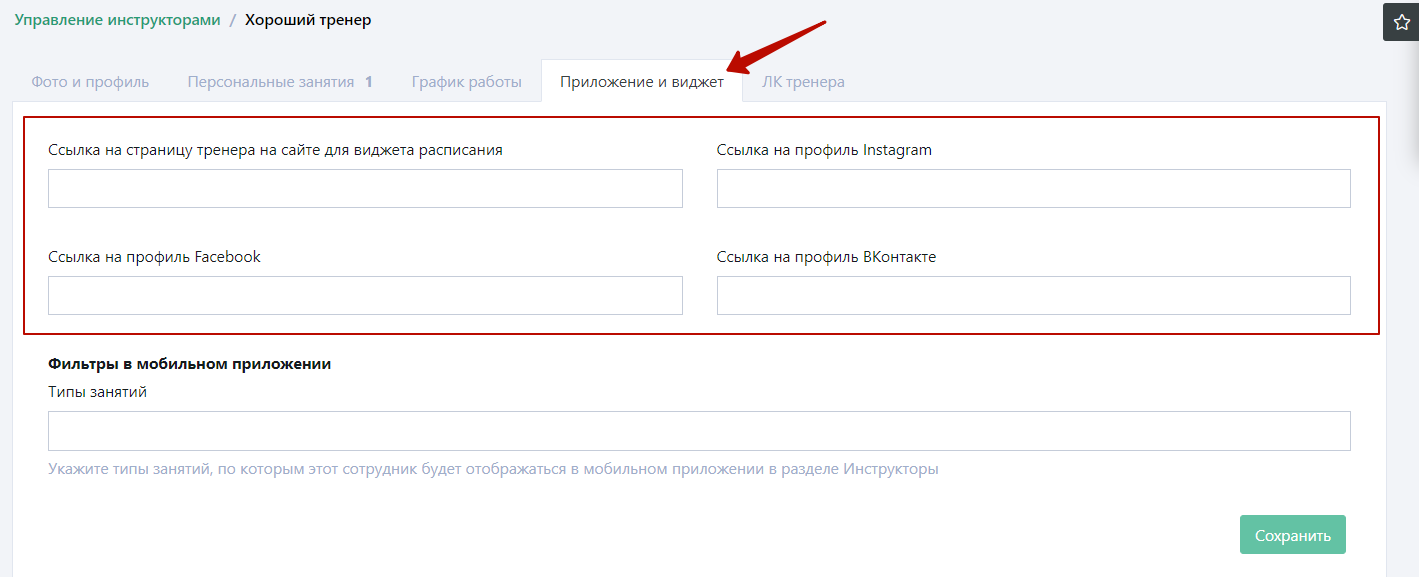 Управление инструкторами / Хороший тренер
Фото и профиль Персональные занятия 1 График работы Приложение и виджет ЛК тренера
Ссылка на страницу тренера на сайте для виджета расписания Ссылка на профиль Instagram
Ссылка на профиль Facebook Ссылка на профиль ВКонтакте
Фильтры в мобильном приложении
Типы занятий
Укажите типы занятий, по которым этот сотрудник будет отображаться в мобильном приложении в разделе Инструкторы
Сохранить